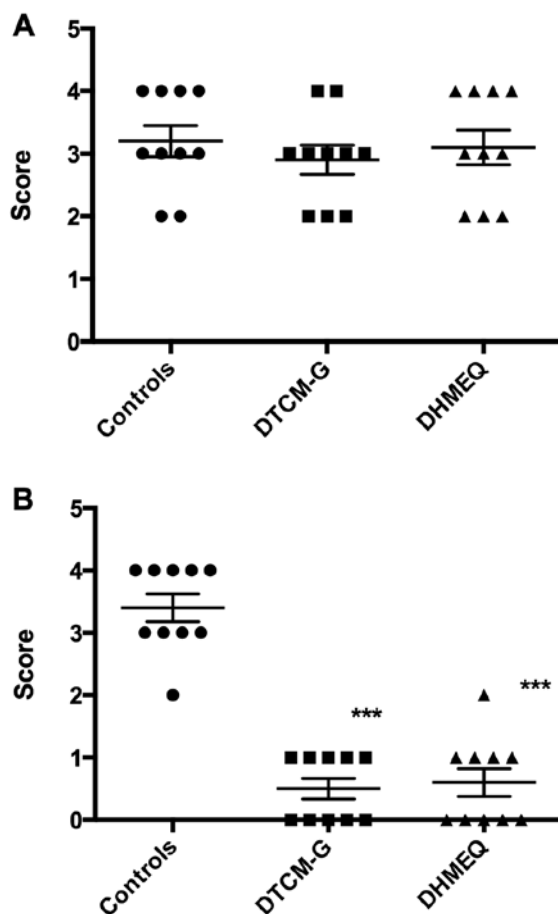 A
5
4
3
2
1
0
Score
Controls
DTCM-G
DHMEQ
B
5
4
3
2
1
0
Score
***
***
Controls
DTCM-G
DHMEQ